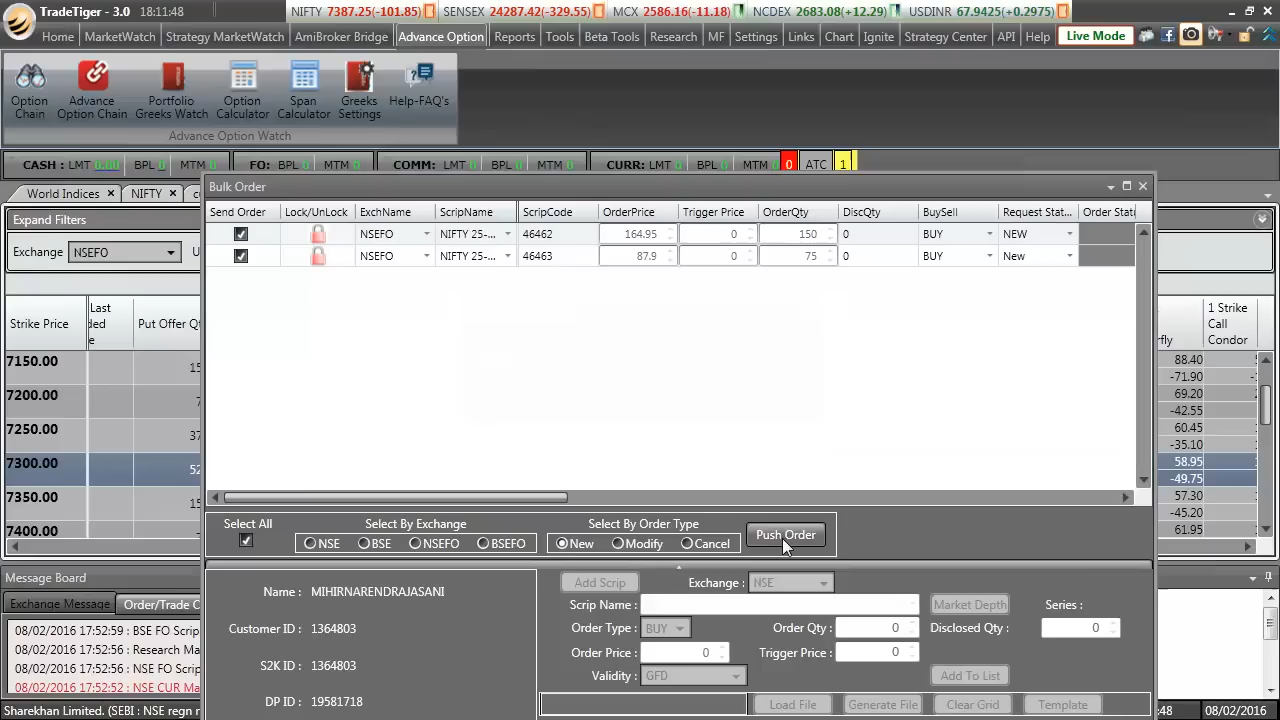 TradeTiger - 3.0 18:11:48 NIFTY 7387.25(-101.85) SENSEX 24287.42(-329.55) MCX 2586.16(-11.18) NCDEX 2683.08(+12.29) USDINR 67.9425(+0.2975)
Home MarketWatch Strategy MarketWatch AmiBroker Bridge Advance Option Reports Tools Beta Tools Research MF Settings Links Chart Ignite Strategy Center API Help Live Mode
Option Chain
Advance Option Chain
Portfolio Greeks Watch
Option Calculator
Span Calculator
Greeks Settings
Help-FAQ's
Advance Option Watch
CASH : LMT 0.00 BPL 0 MTM 0 FO: BPL 0 MTM 0 COMM: LMT 0 BPL 0 MTM 0 CURR: LMT 0 BPL 0 MTM 0 0 ATC 1
World Indices NIFTY
Bulk Order
Expand Filters
Exchange NSEFO
Send Order Lock/UnLock ExchName ScripName ScripCode OrderPrice Trigger Price OrderQty DiscQty BuySell Request Stat... Order Stati
NSEFO NIFTY 25-... 46462 164.95 0 150 0 BUY NEW
NSEFO NIFTY 25-... 46463 87.9 0 75 0 BUY New
Strike Price
Last
ded
e
Put Offer Q
7150.00
7200.00
7250.00
7300.00
7350.00
7400.00
1 Strike
Call
Condor
88.40
-71.90
69.20
-42.55
60.45
-35.10
58.95
-49.75
57.30
-45.20
61.95
Select All Select By Exchange Select By Order Type Push Order
NSE BSE NSEFO BSEFO New Modify Cancel
Message Board
Exchange Message Order/Trade C
08/02/2016 17:52:59 : BSE FO Scrip
08/02/2016 17:52:56 : Research Ma
08/02/2016 17:52:56 : NSE FO Scrip
08/02/2016 17:52:52 : NSE CUR Ma
Name : MIHIRNARENDRAJASANI
Customer ID : 1364803
S2K ID : 1364803
DP ID : 19581718
Add Scrip Exchange : NSE
Scrip Name : Market Depth Series :
Order Type : BUY Order Qty : 0 Disclosed Qty : 0
Order Price : 0 Trigger Price : 0
Validity : GFD Add To List
Load File Generate File Clear Grid Template
Sharekhan Limited. (SEBI : NSE regn 08/02/2016